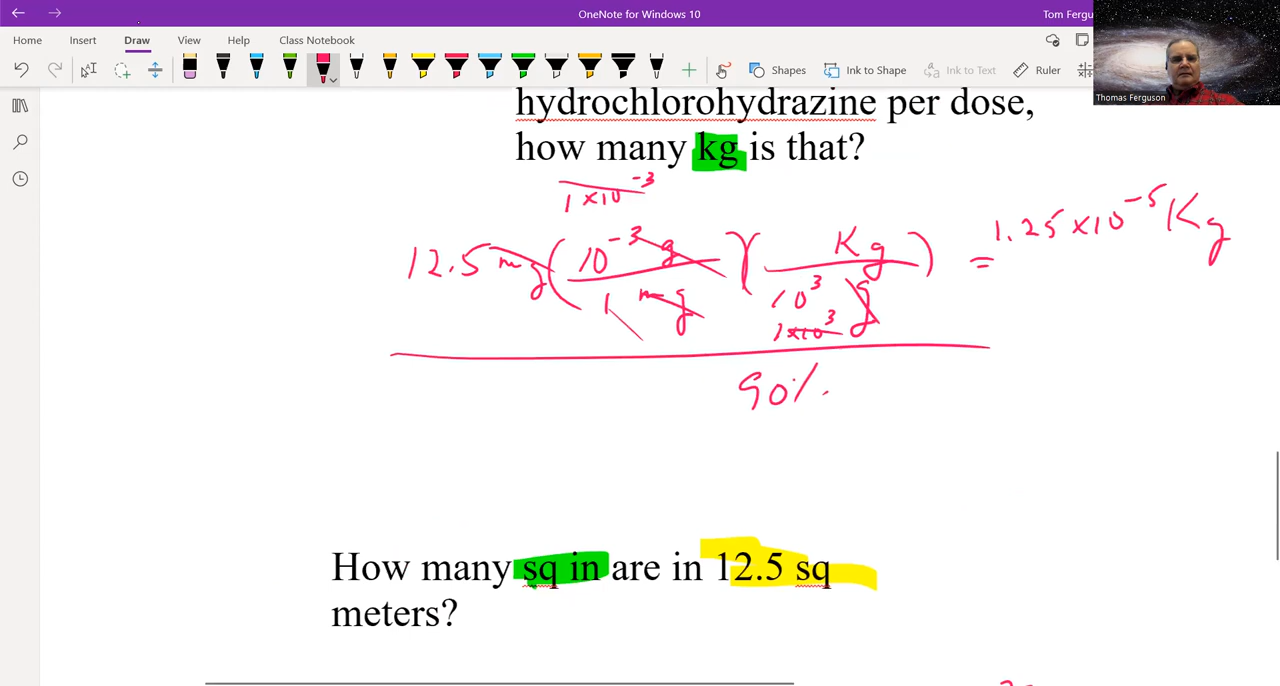 OneNote for Windows 10
Tom Fergu
Home Insert Draw View Help Class Notebook
Shapes Ink to Shape Ink to Text Ruler
Thomas Ferguson
hydrochlorohydrazine per dose,
how many kg is that?
1 × 10⁻³
12.5 mg (10⁻³ g / 1 mg) (Kg / 10³ g) = 1.25 × 10⁻⁵ Kg
1×10³
90%
How many sq in are in 12.5 sq
meters?